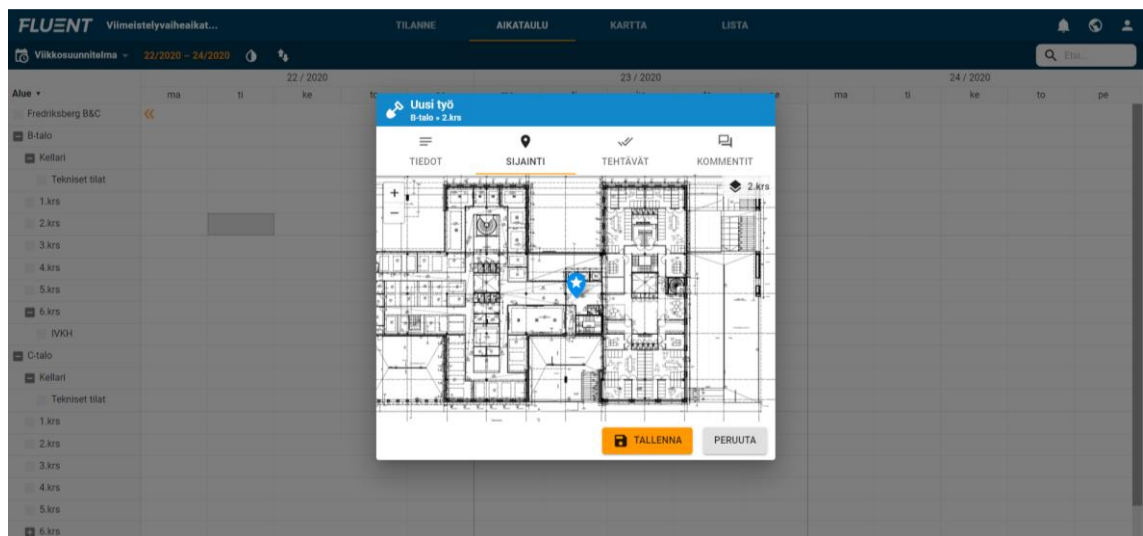 FLUENT Viimeistelyvaiheaikat... TILANNE AIKATAULU KARTTA LISTA
Viikkosuunnitelma 22/2020 – 24/2020 Etsi...
22 / 2020 23 / 2020 24 / 2020
Alue ma ti ke ma ti ke to pe
Uusi työ
B-talo • 2.krs
TIEDOT SIJAINTI TEHTÄVÄT KOMMENTIT
+
−
2.krs
TALLENNA PERUUTA
Fredriksberg B&C
B-talo
Kellari
Tekniset tilat
1.krs
2.krs
3.krs
4.krs
5.krs
6.krs
IVKH
C-talo
Kellari
Tekniset tilat
1.krs
2.krs
3.krs
4.krs
5.krs
6.krs